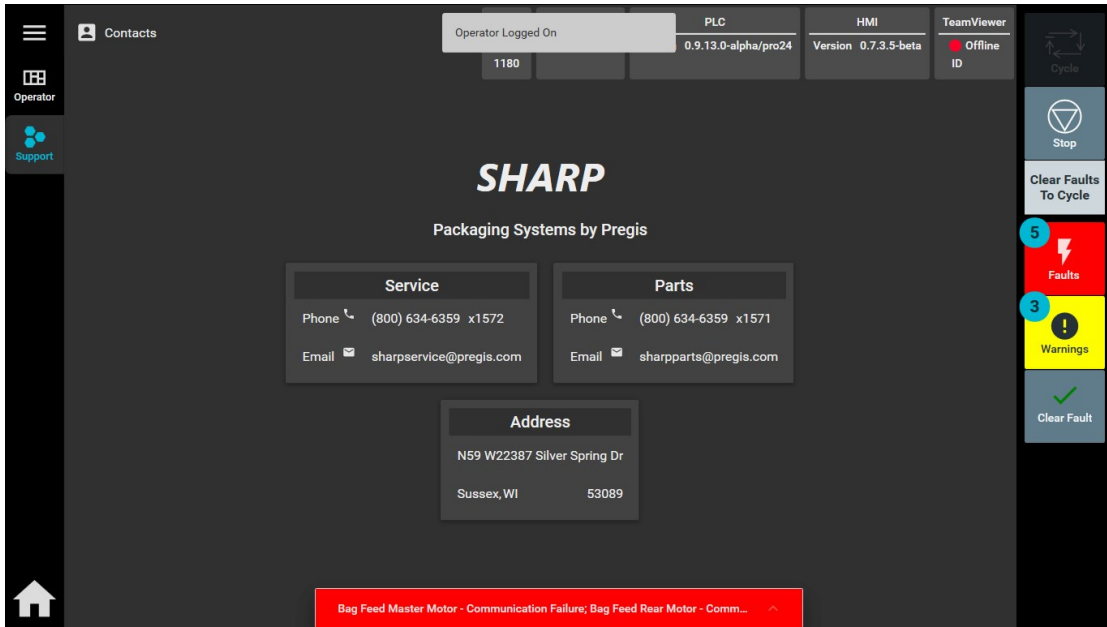 Contacts
Operator Logged On
1180
PLC
0.9.13.0-alpha/pro24
HMI
Version 0.7.3.5-beta
TeamViewer
Offline
ID
Operator
Support
SHARP
Packaging Systems by Pregis
Service
Phone (800) 634-6359 x1572
Email sharpservice@pregis.com
Parts
Phone (800) 634-6359 x1571
Email sharpparts@pregis.com
Address
N59 W22387 Silver Spring Dr
Sussex, WI 53089
Cycle
Stop
Clear Faults
To Cycle
5
Faults
3
Warnings
Clear Fault
Bag Feed Master Motor - Communication Failure; Bag Feed Rear Motor - Comm...